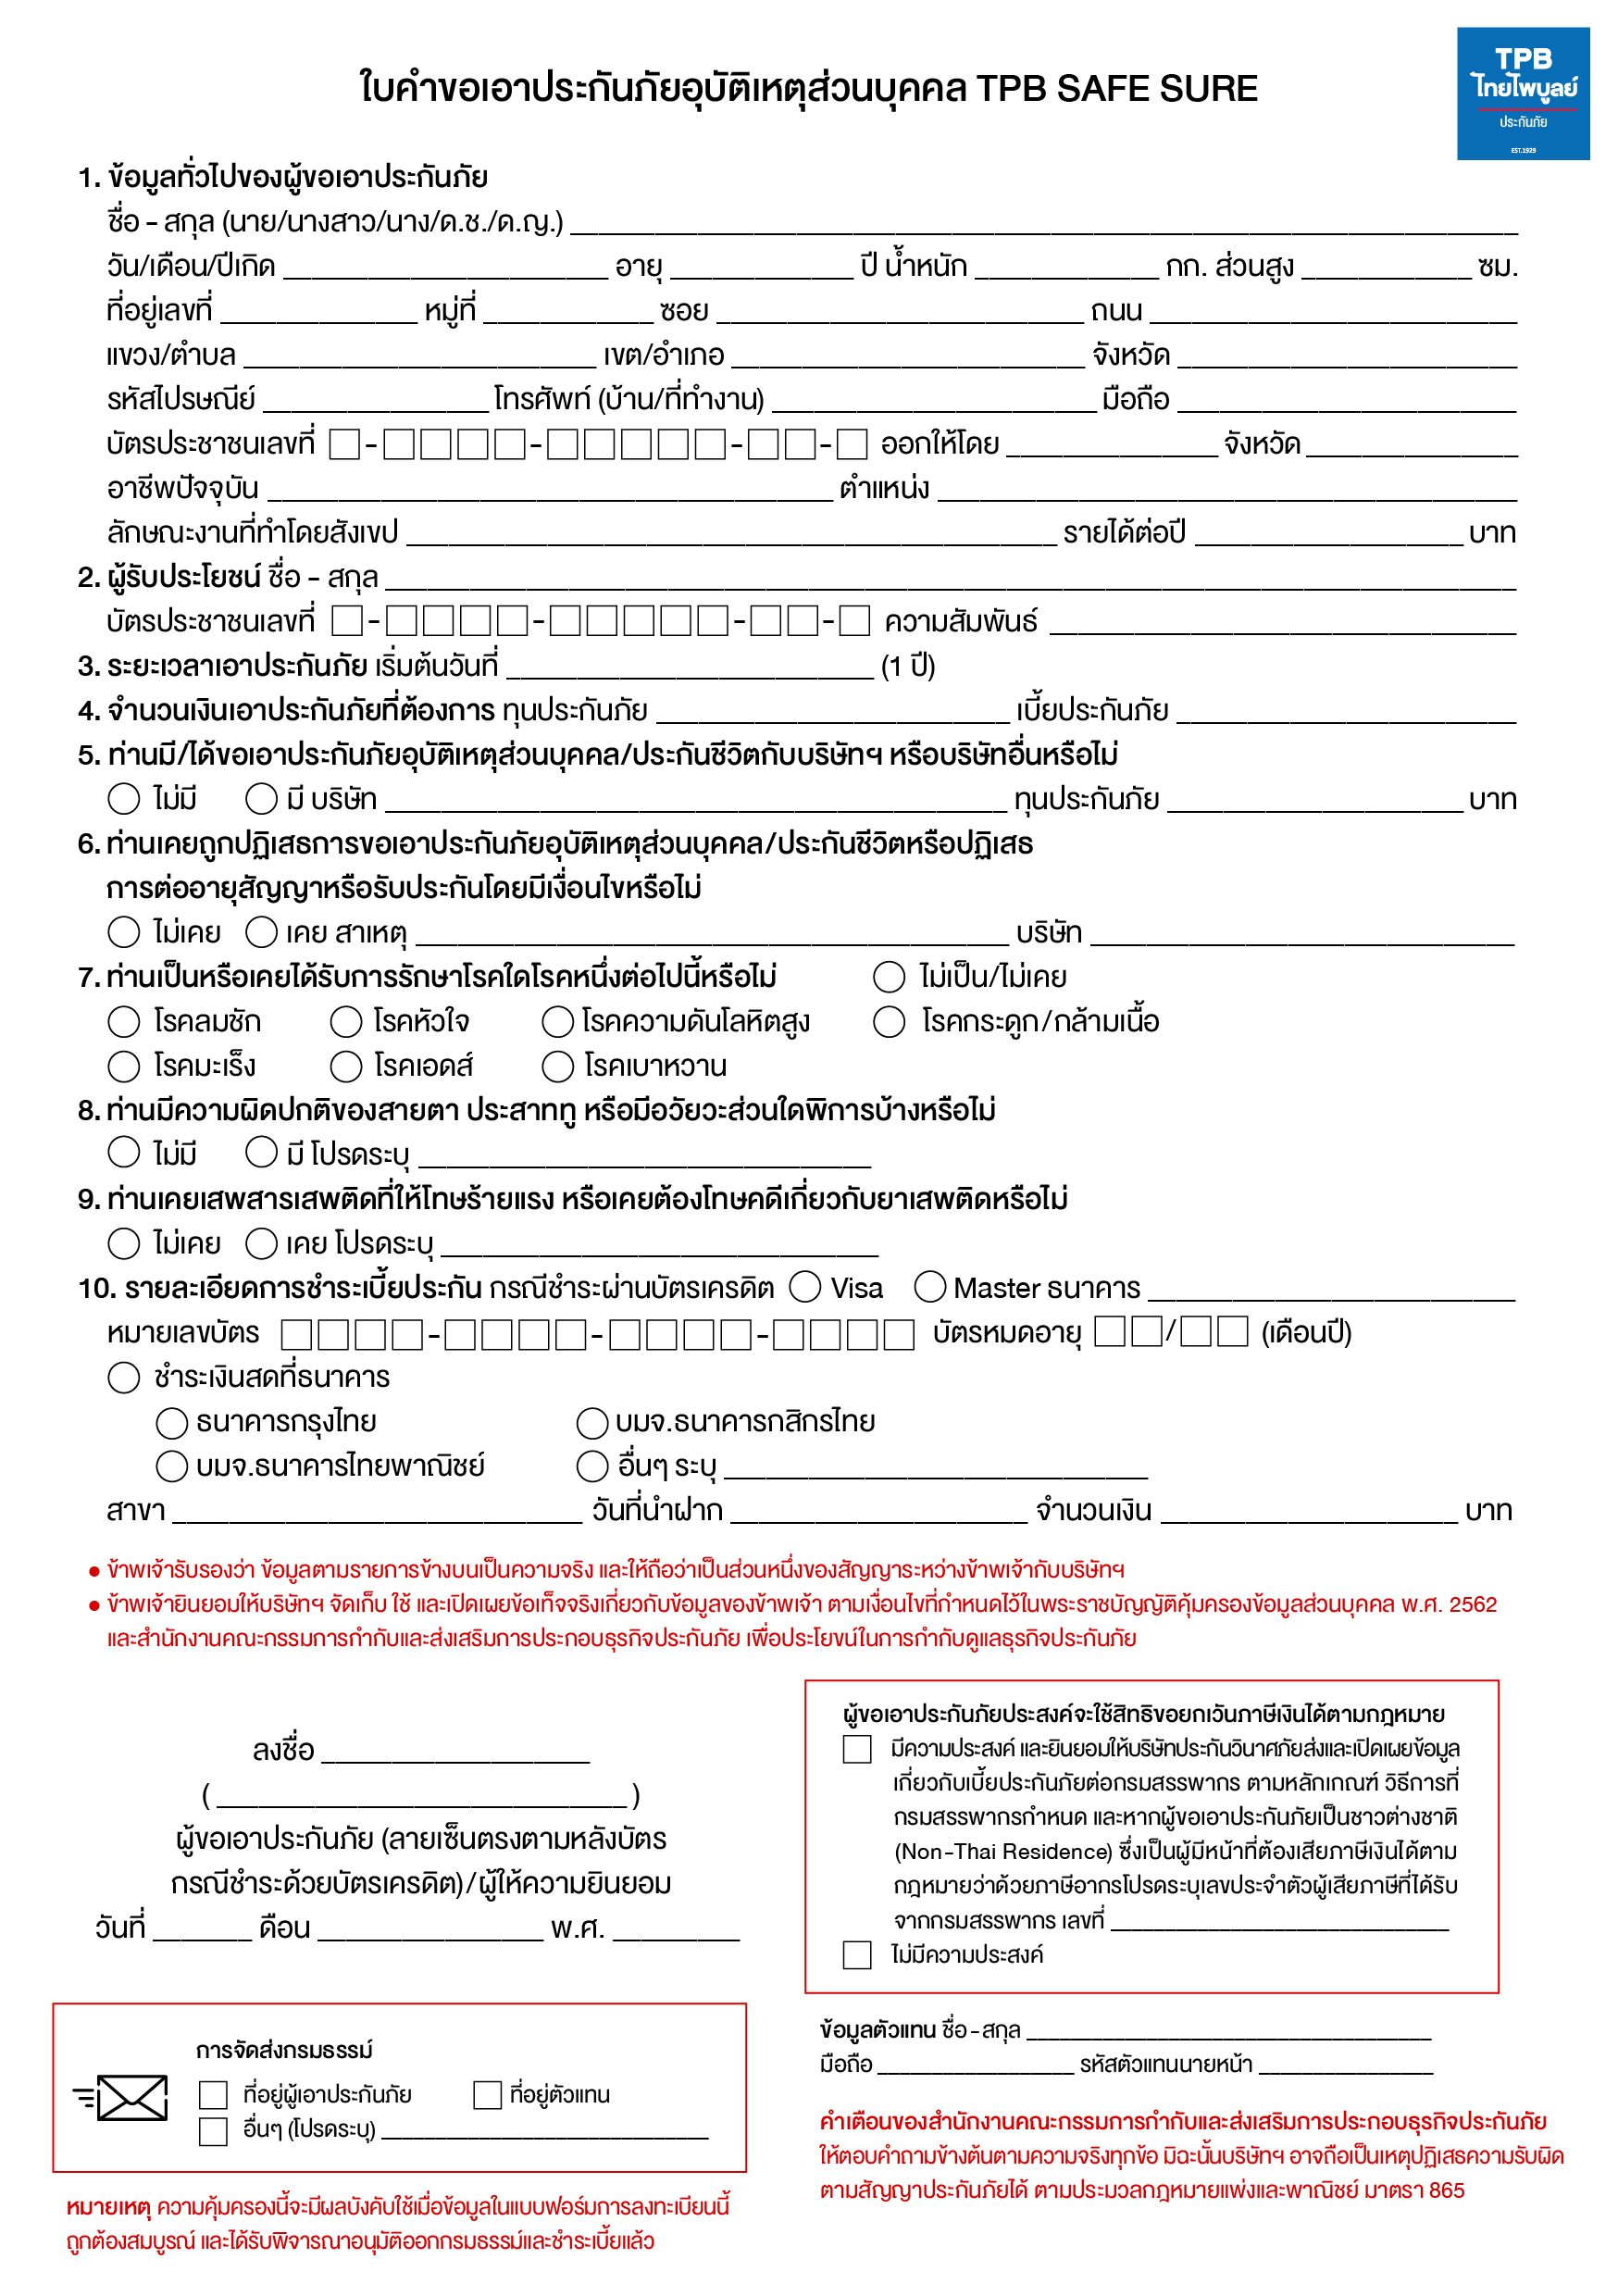 ใบคำขอเอาประกันภัยอุบัติเหตุส่วนบุคคล TPB SAFE SURE
TPB
ไทยไพบูลย์
ประกันภัย
EST.1929
1. ข้อมูลทั่วไปของผู้ขอเอาประกันภัย
ชื่อ - สกุล (นาย/นางสาว/นาง/ด.ช./ด.ญ.)
วัน/เดือน/ปีเกิด อายุ ปี น้ำหนัก กก. ส่วนสูง ซม.
ที่อยู่เลขที่ หมู่ที่ ซอย ถนน
แขวง/ตำบล เขต/อำเภอ จังหวัด
รหัสไปรษณีย์ โทรศัพท์ (บ้าน/ที่ทำงาน) มือถือ
บัตรประชาชนเลขที่ - - - - ออกให้โดย จังหวัด
อาชีพปัจจุบัน ตำแหน่ง
ลักษณะงานที่ทำโดยสังเขป รายได้ต่อปี บาท
2. ผู้รับประโยชน์ ชื่อ - สกุล
บัตรประชาชนเลขที่ - - - - ความสัมพันธ์
3. ระยะเวลาเอาประกันภัย เริ่มต้นวันที่ (1 ปี)
4. จำนวนเงินเอาประกันภัยที่ต้องการ ทุนประกันภัย เบี้ยประกันภัย
5. ท่านมี/ได้ขอเอาประกันภัยอุบัติเหตุส่วนบุคคล/ประกันชีวิตกับบริษัทฯ หรือบริษัทอื่นหรือไม่
ไม่มี มี บริษัท ทุนประกันภัย บาท
6. ท่านเคยถูกปฏิเสธการขอเอาประกันภัยอุบัติเหตุส่วนบุคคล/ประกันชีวิตหรือปฏิเสธ
การต่ออายุสัญญาหรือรับประกันโดยมีเงื่อนไขหรือไม่
ไม่เคย เคย สาเหตุ บริษัท
7. ท่านเป็นหรือเคยได้รับการรักษาโรคใดโรคหนึ่งต่อไปนี้หรือไม่ ไม่เป็น/ไม่เคย
โรคลมชัก โรคหัวใจ โรคความดันโลหิตสูง โรคกระดูก/กล้ามเนื้อ
โรคมะเร็ง โรคเอดส์ โรคเบาหวาน
8. ท่านมีความผิดปกติของสายตา ประสาททู หรือมีอวัยวะส่วนใดพิการบ้างหรือไม่
ไม่มี มี โปรดระบุ
9. ท่านเคยเสพสารเสพติดที่ให้โทษร้ายแรง หรือเคยต้องโทษคดีเกี่ยวกับยาเสพติดหรือไม่
ไม่เคย เคย โปรดระบุ
10. รายละเอียดการชำระเบี้ยประกัน กรณีชำระผ่านบัตรเครดิต Visa Master ธนาคาร
หมายเลขบัตร - - - บัตรหมดอายุ / (เดือนปี)
ชำระเงินสดที่ธนาคาร
ธนาคารกรุงไทย บมจ.ธนาคารกสิกรไทย
บมจ.ธนาคารไทยพาณิชย์ อื่นๆ ระบุ
สาขา วันที่นำฝาก จำนวนเงิน บาท
● ข้าพเจ้ารับรองว่า ข้อมูลตามรายการข้างบนเป็นความจริง และให้ถือว่าเป็นส่วนหนึ่งของสัญญาระหว่างข้าพเจ้ากับบริษัทฯ
● ข้าพเจ้ายินยอมให้บริษัทฯ จัดเก็บ ใช้ และเปิดเผยข้อเท็จจริงเกี่ยวกับข้อมูลของข้าพเจ้า ตามเงื่อนไขที่กำหนดไว้ในพระราชบัญญัติคุ้มครองข้อมูลส่วนบุคคล พ.ศ. 2562
และสำนักงานคณะกรรมการกำกับและส่งเสริมการประกอบธุรกิจประกันภัย เพื่อประโยขน์ในการกำกับดูแลธุรกิจประกันภัย
ลงชื่อ
( )
ผู้ขอเอาประกันภัย (ลายเซ็นตรงตามหลังบัตร
กรณีชำระด้วยบัตรเครดิต)/ผู้ให้ความยินยอม
วันที่ ดือน พ.ศ.
ผู้ขอเอาประกันภัยประสงค์จะใช้สิทธิขอยกเว้นภาษีเงินได้ตามกฎหมาย
มีความประสงค์ และยินยอมให้บริษัทประกันวินาศภัยส่งและเปิดเผยข้อมูล
เกี่ยวกับเบี้ยประกันภัยต่อกรมสรรพากร ตามหลักเกณฑ์ วิธีการที่
กรมสรรพากรกำหนด และหากผู้ขอเอาประกันภัยเป็นชาวต่างชาติ
(Non-Thai Residence) ซึ่งเป็นผู้มีหน้าที่ต้องเสียภาษีเงินได้ตาม
กฎหมายว่าด้วยภาษีอากรโปรดระบุเลขประจำตัวผู้เสียภาษีที่ได้รับ
จากกรมสรรพากร เลขที่
ไม่มีความประสงค์
การจัดส่งกรมธรรม์
ที่อยู่ผู้เอาประกันภัย ที่อยู่ตัวแทน
อื่นๆ (โปรดระบุ)
หมายเหตุ ความคุ้มครองนี้จะมีผลบังคับใช้เมื่อข้อมูลในแบบฟอร์มการลงทะเบียนนี้
ถูกต้องสมบูรณ์ และได้รับพิจารณาอนุมัติออกกรมธรรม์และชำระเบี้ยแล้ว
ข้อมูลตัวแทน ชื่อ-สกุล
มือถือ รหัสตัวแทนนายหน้า
คำเตือนของสำนักงานคณะกรรมการกำกับและส่งเสริมการประกอบธุรกิจประกันภัย
ให้ตอบคำถามข้างต้นตามความจริงทุกข้อ มิฉะนั้นบริษัทฯ อาจถือเป็นเหตุปฏิเสธความรับผิด
ตามสัญญาประกันภัยได้ ตามประมวลกฎหมายแพ่งและพาณิชย์ มาตรา 865